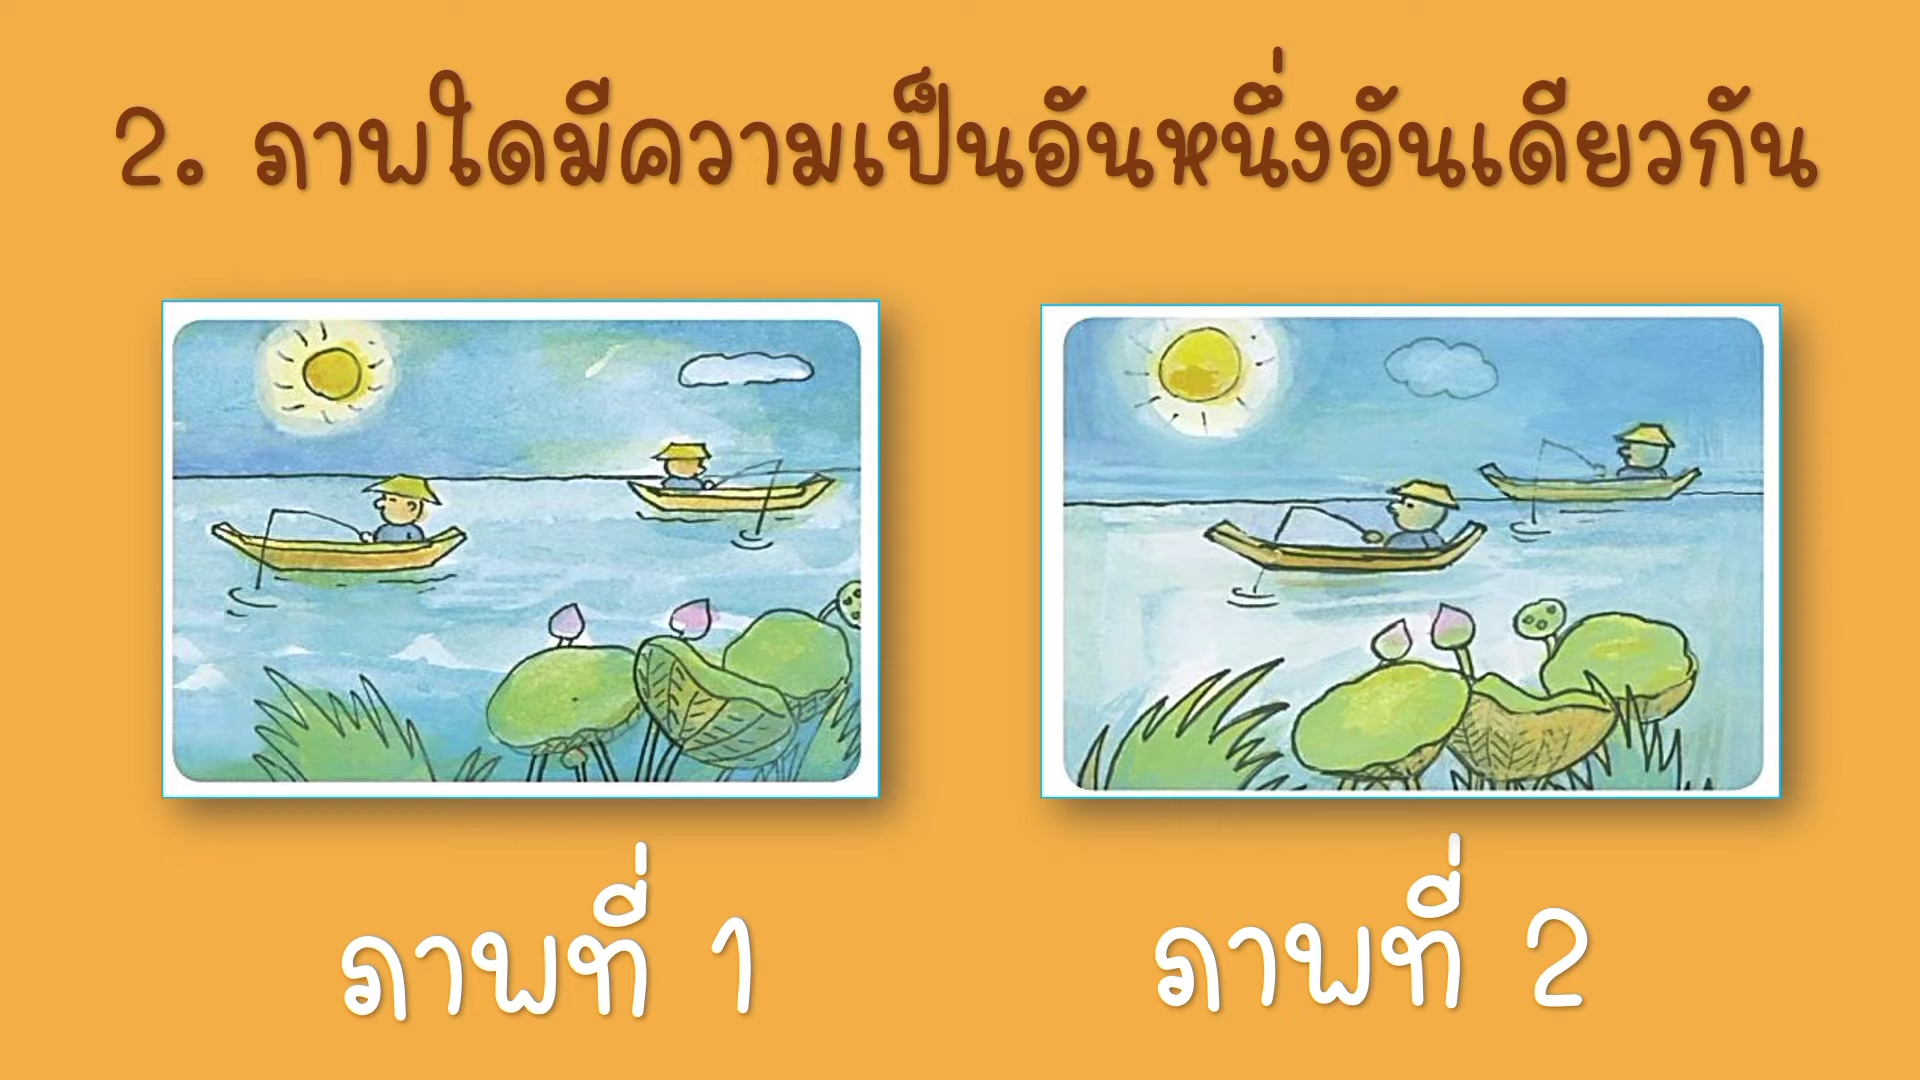 2. ภาพใดมีความเป็นอันหนึ่งอันเดียวกัน
ภาพที่ 1
ภาพที่ 2